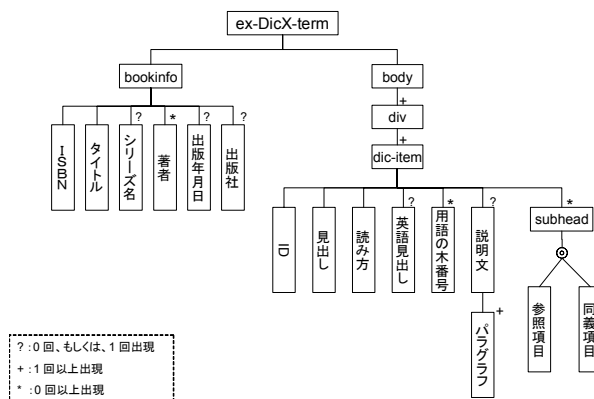 ex-DicX-term
bookinfo
body
+
div
+
dic-item
ISBN
タイトル
?
シリーズ名
*
著者
?
出版年月日
?
出版社
ID
見出し
読み方
?
英語見出し
*
用語の木番号
?
説明文
*
subhead
+
パラグラフ
参照項目
同義項目
? :0 回、もしくは、1 回出現
+ :1 回以上出現
* :0 回以上出現